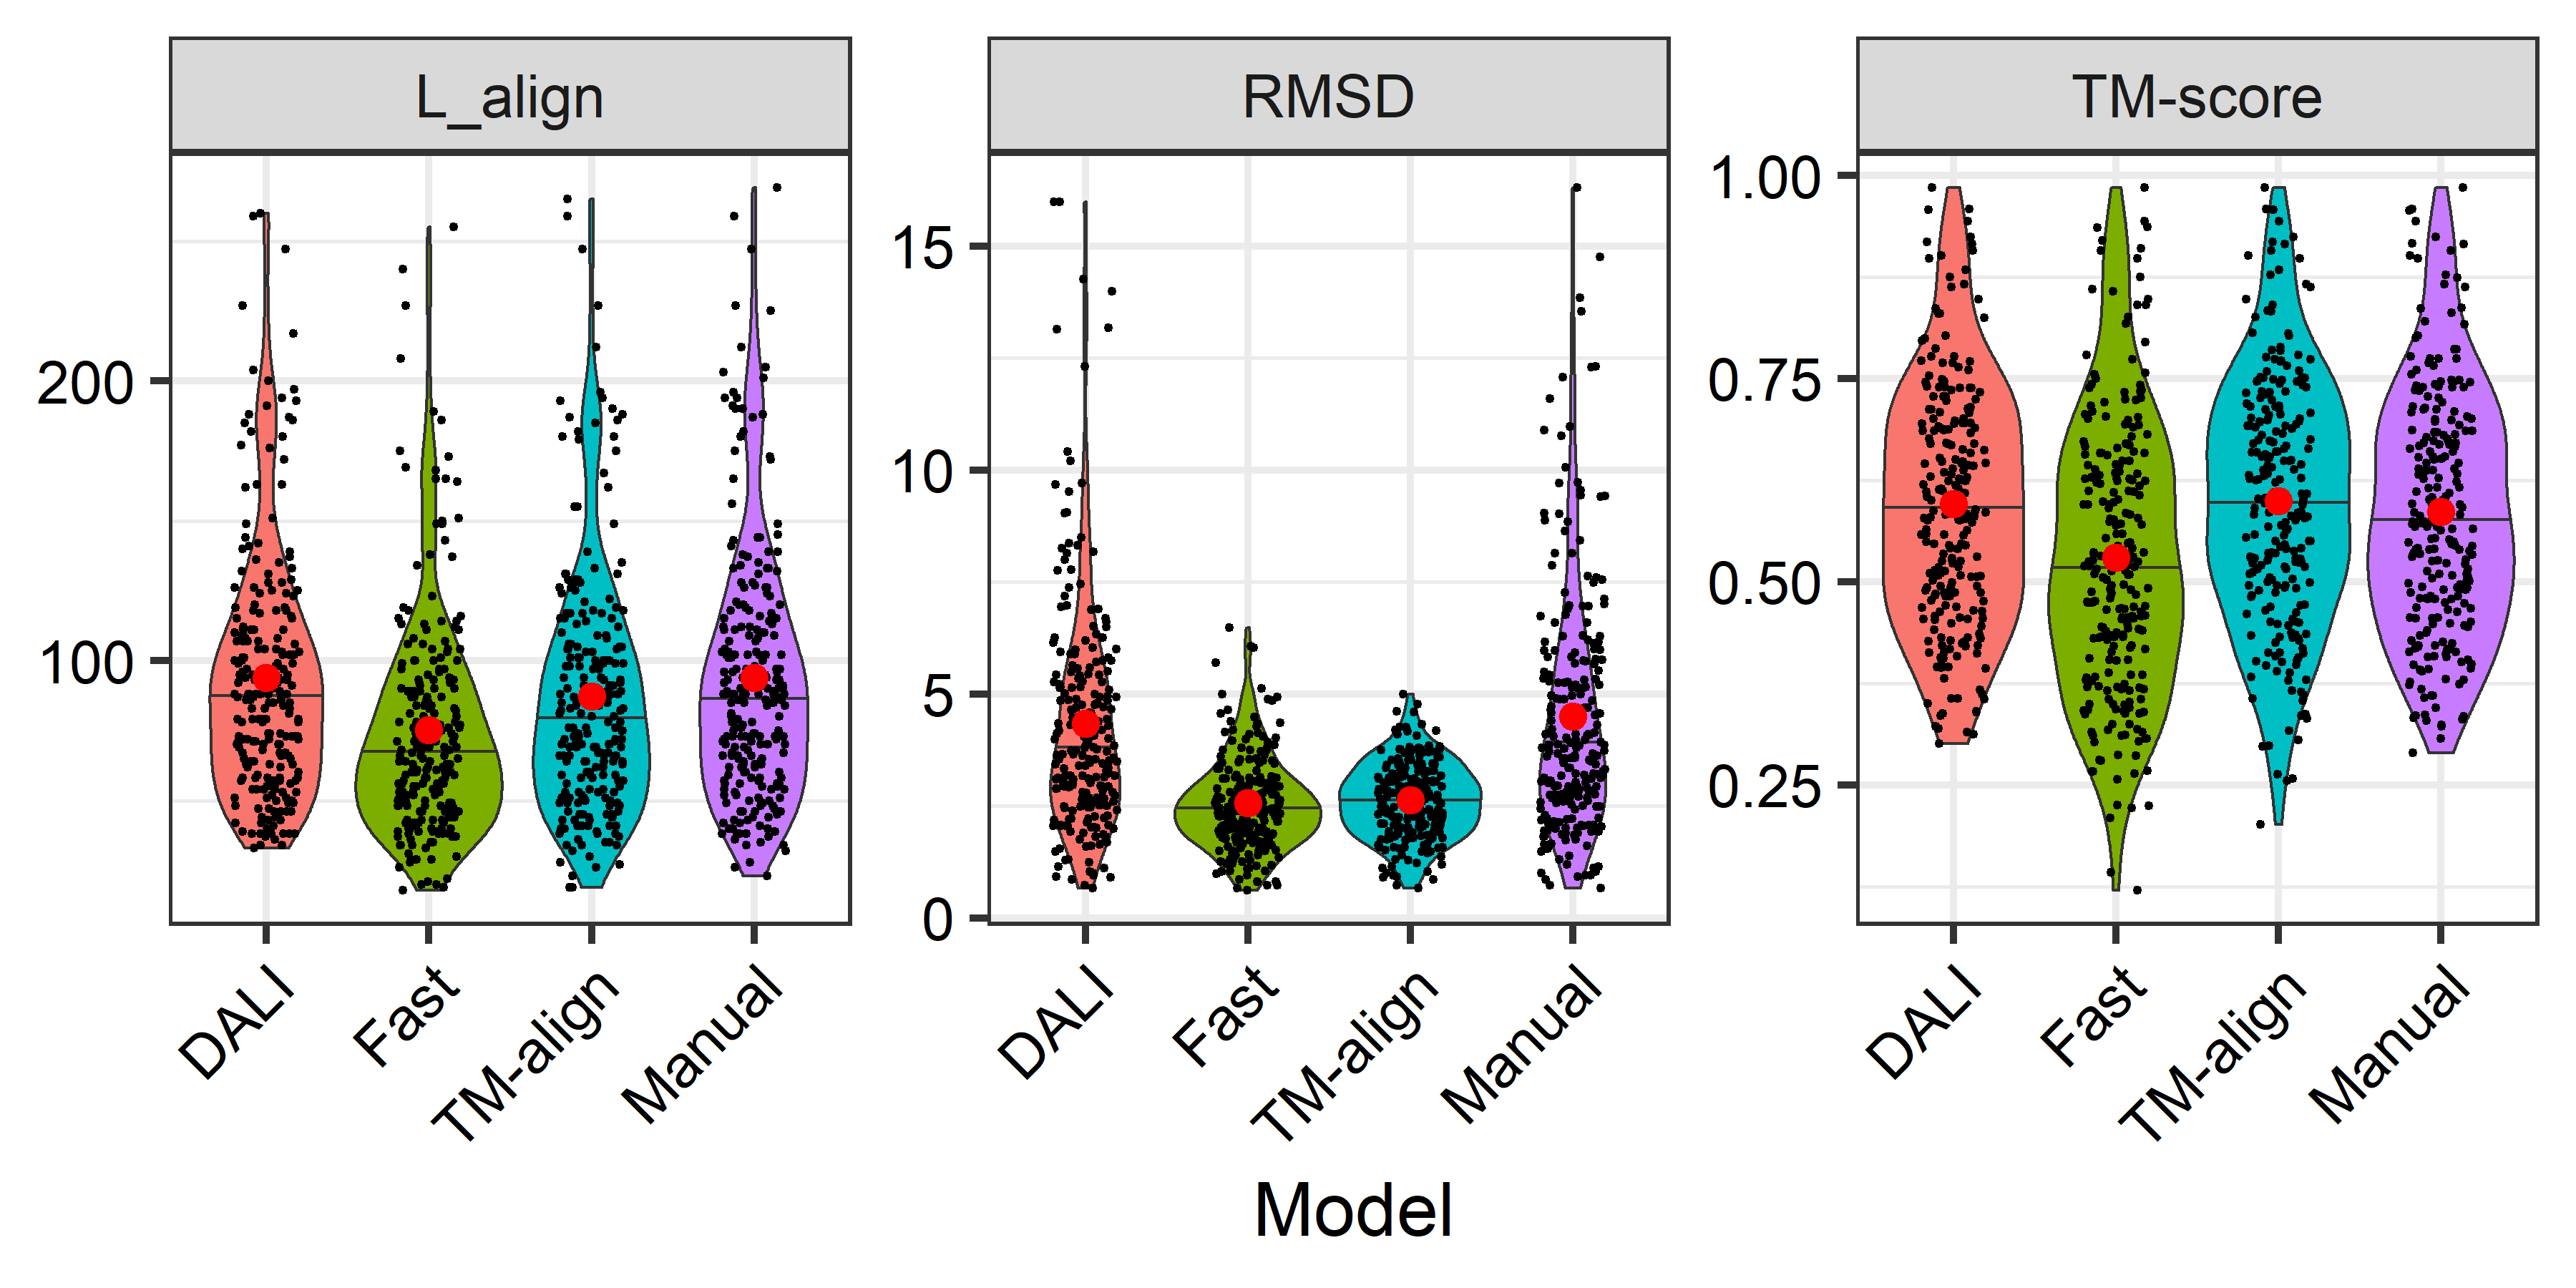 L_align
RMSD
TM-score
200
100
15
10
5
0
1.00
0.75
0.50
0.25
DALI
Fast
TM-align
Manual
DALI
Fast
TM-align
Manual
DALI
Fast
TM-align
Manual
Model